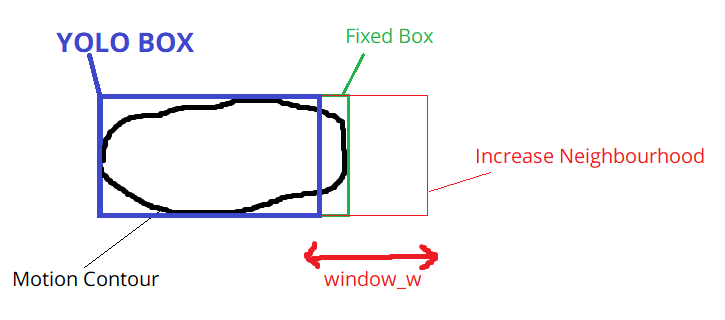 YOLO BOX
Fixed Box
Increase Neighbourhood
Motion Contour
window_w